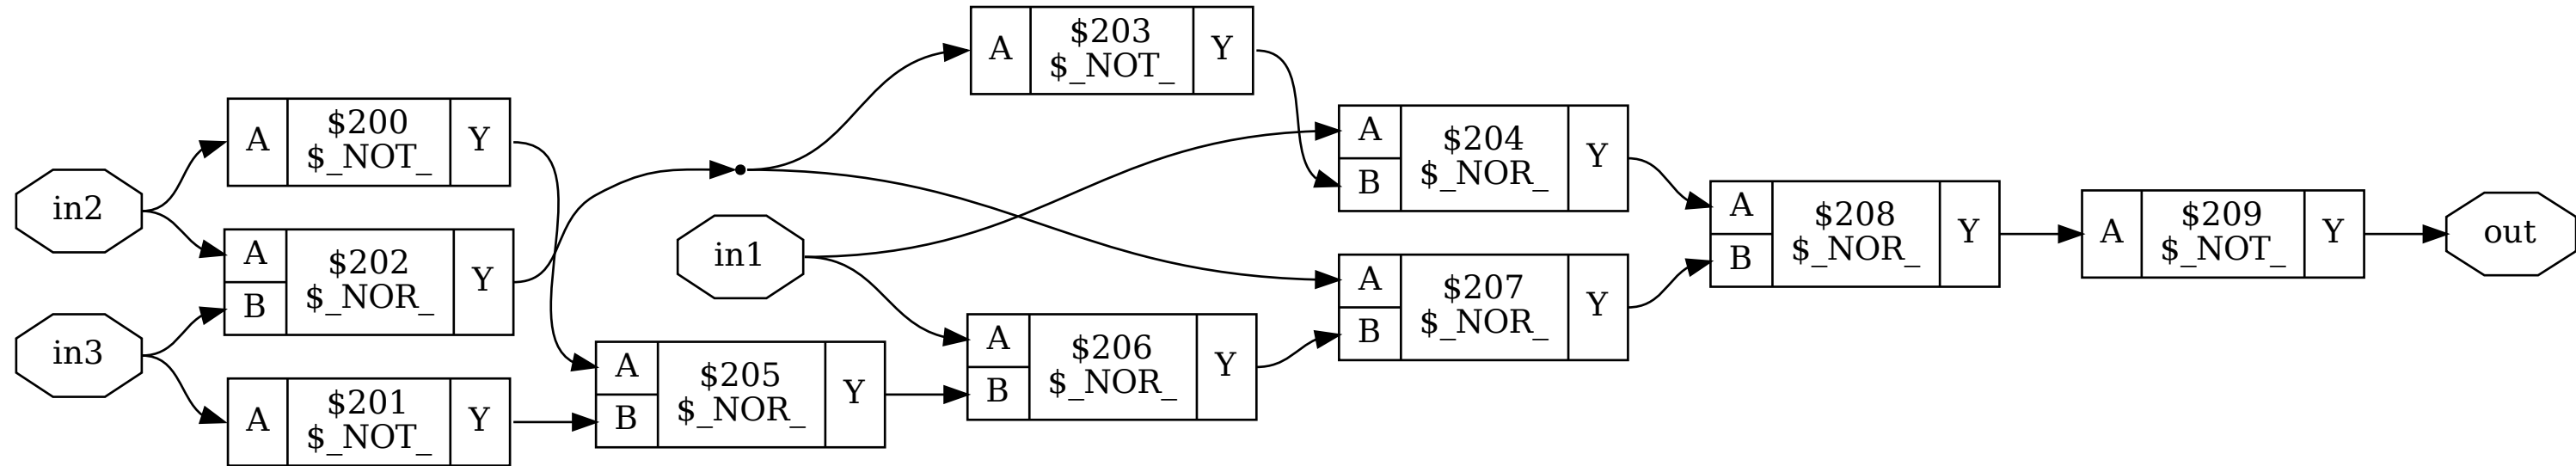 in2
in3
A
$200
$_NOT_
Y
A
B
$202
$_NOR_
Y
A
$201
$_NOT_
Y
A
B
$205
$_NOR_
Y
in1
A
$203
$_NOT_
Y
A
B
$206
$_NOR_
Y
A
B
$204
$_NOR_
Y
A
B
$207
$_NOR_
Y
A
B
$208
$_NOR_
Y
A
$209
$_NOT_
Y
out